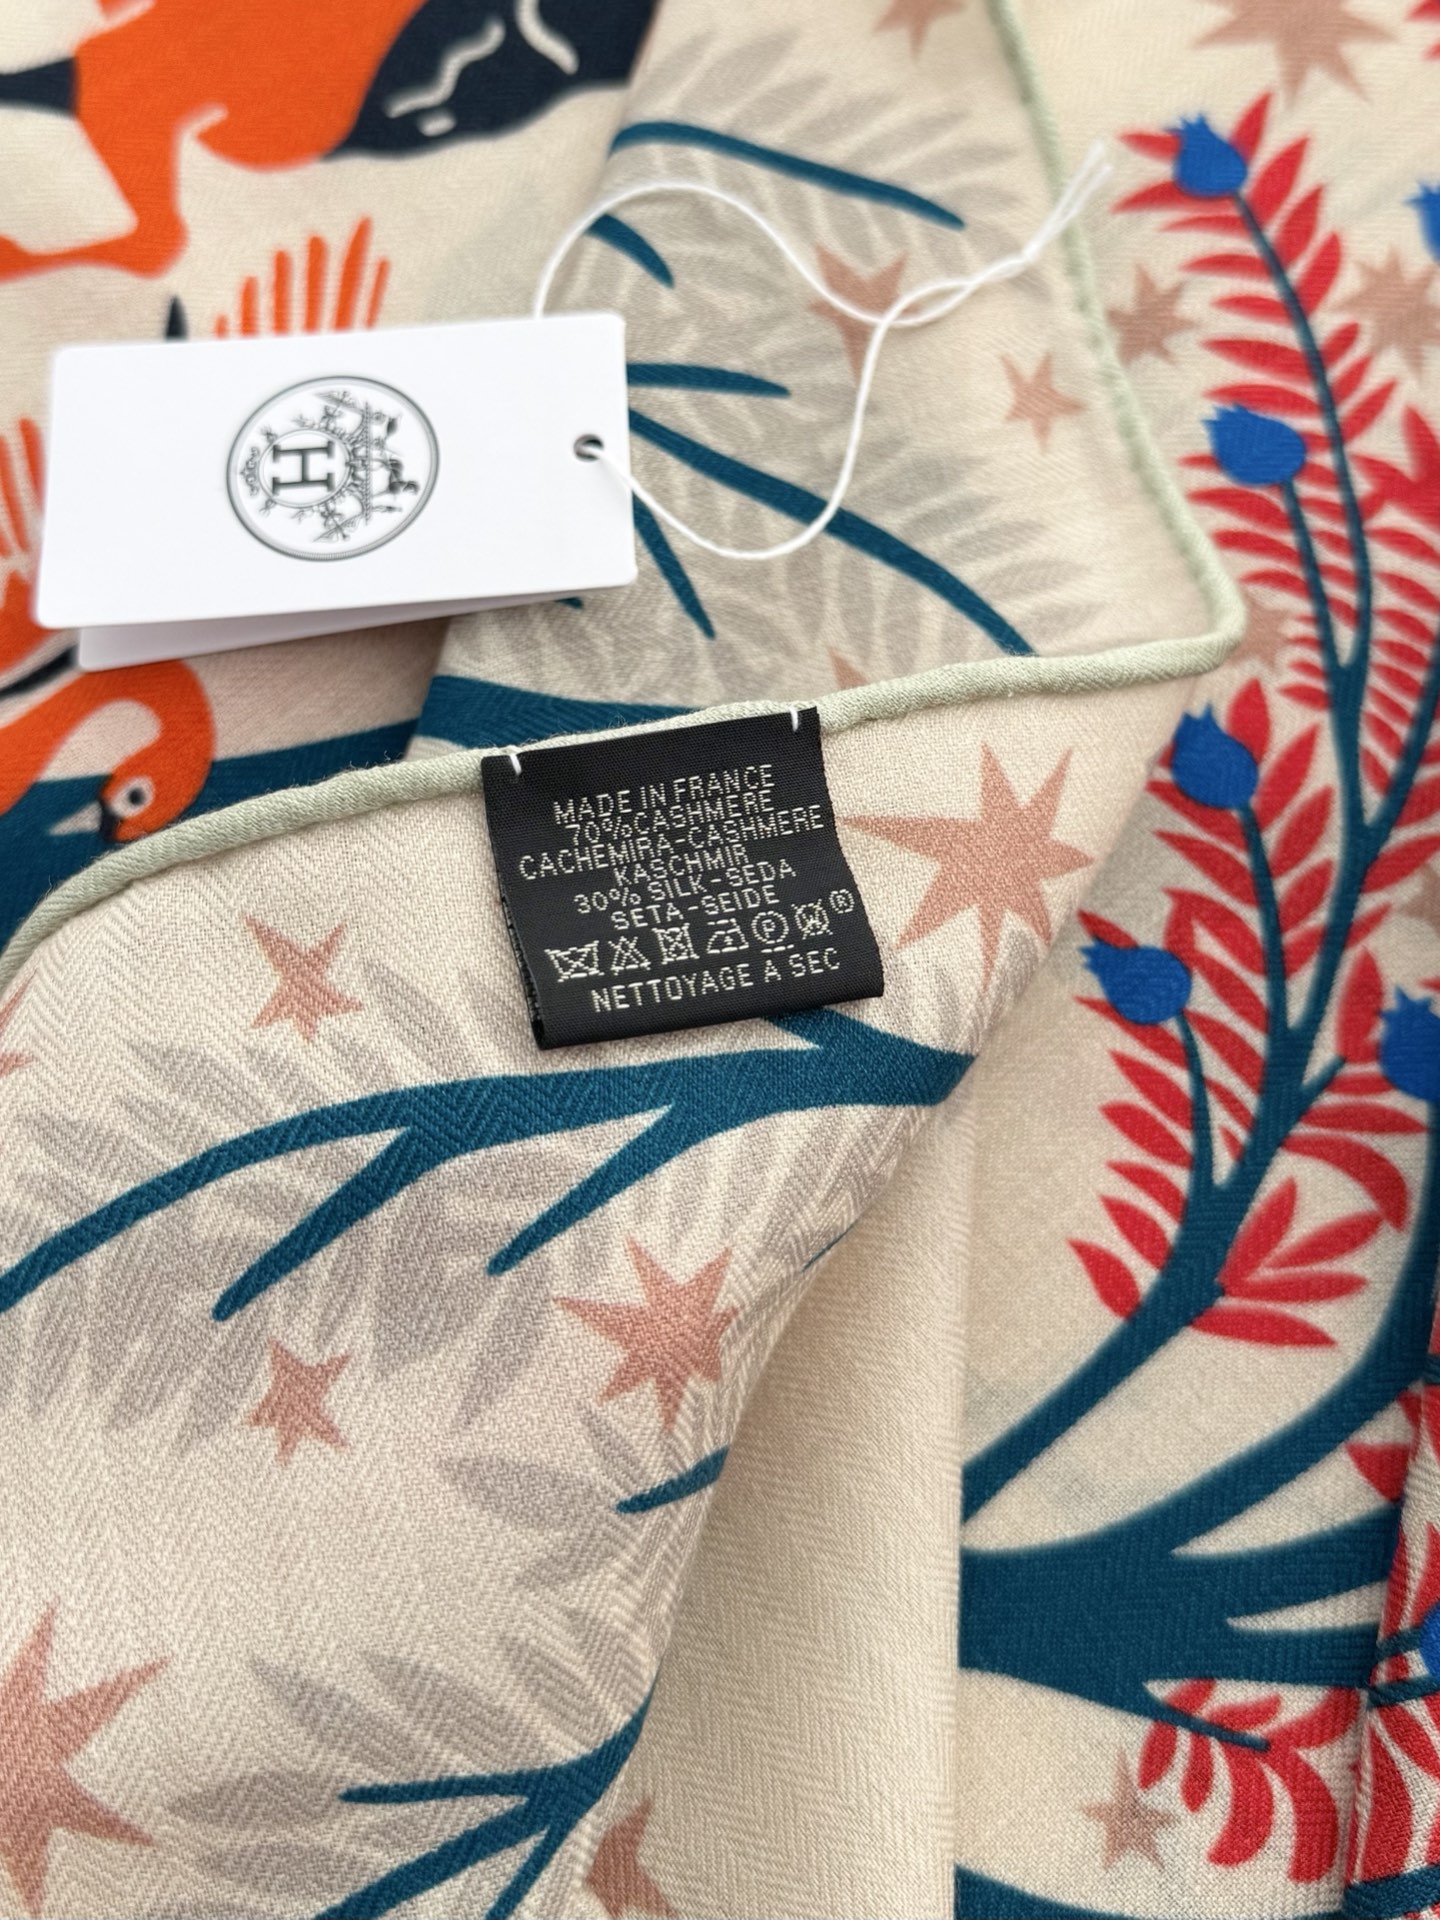 H
MADE IN FRANCE
70%CASHMERE
CACHEMIRA-CASHMERE
KASCHMIR
30% SILK-SEDA
SETA-SEIDE
P W®
NETTOYAGE A SEC